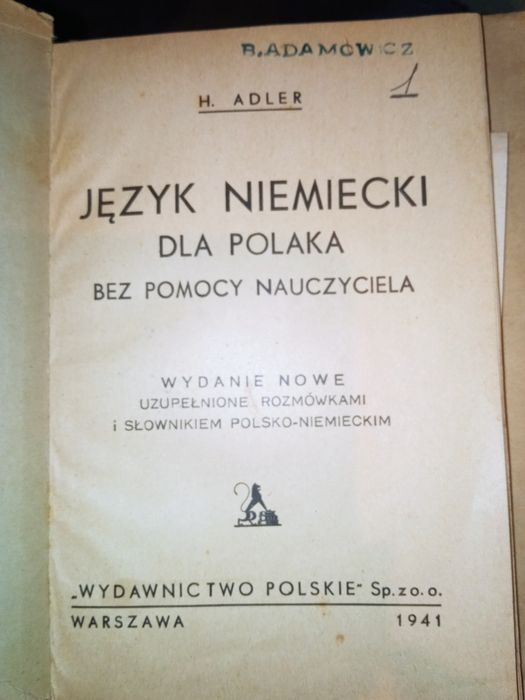 B. ADAMOWICZ
1
H. ADLER
JĘZYK NIEMIECKI
DLA POLAKA
BEZ POMOCY NAUCZYCIELA
WYDANIE NOWE
UZUPEŁNIONE ROZMÓWKAMI
i SŁOWNIKIEM POLSKO-NIEMIECKIM
„WYDAWNICTWO POLSKIE" Sp. z o. o.
WARSZAWA 1941